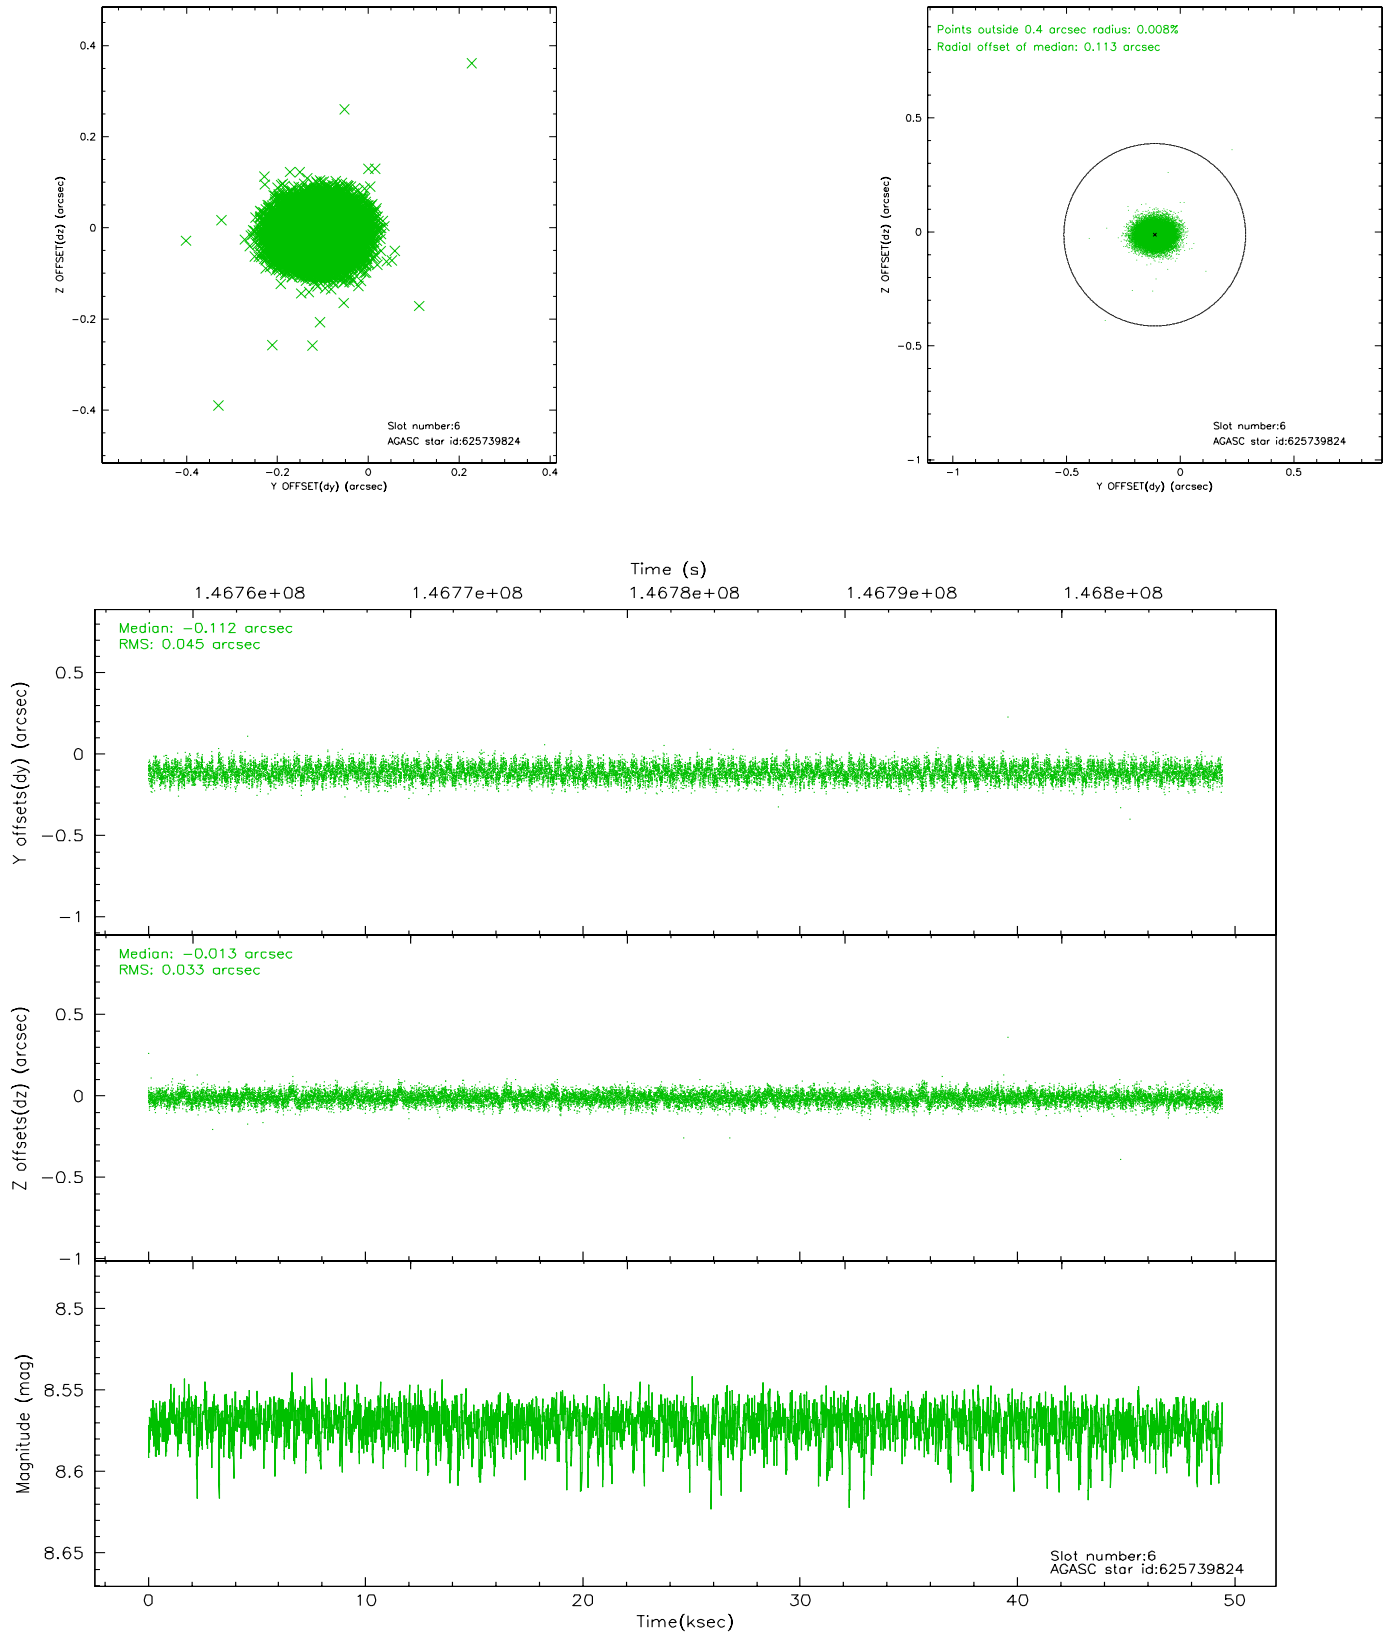 0.4
0.2
0
−0.2
−0.4
Z OFFSET(dz) (arcsec)
Slot number:6
AGASC star id:625739824
−0.4 −0.2 0 0.2 0.4
Y OFFSET(dy) (arcsec)
Points outside 0.4 arcsec radius: 0.008%
Radial offset of median: 0.113 arcsec
0.5
0
−0.5
−1
Z OFFSET(dz) (arcsec)
Slot number:6
AGASC star id:625739824
−1 −0.5 0 0.5
Y OFFSET(dy) (arcsec)
Time (s)
1.4676e+08 1.4677e+08 1.4678e+08 1.4679e+08 1.468e+08
Median: −0.112 arcsec
RMS: 0.045 arcsec
0.5
0
−0.5
−1
Y offsets(dy) (arcsec)
Median: −0.013 arcsec
RMS: 0.033 arcsec
0.5
0
−0.5
−1
Z offsets(dz) (arcsec)
8.5
8.55
8.6
8.65
Magnitude (mag)
Slot number:6
AGASC star id:625739824
0 10 20 30 40 50
Time(ksec)